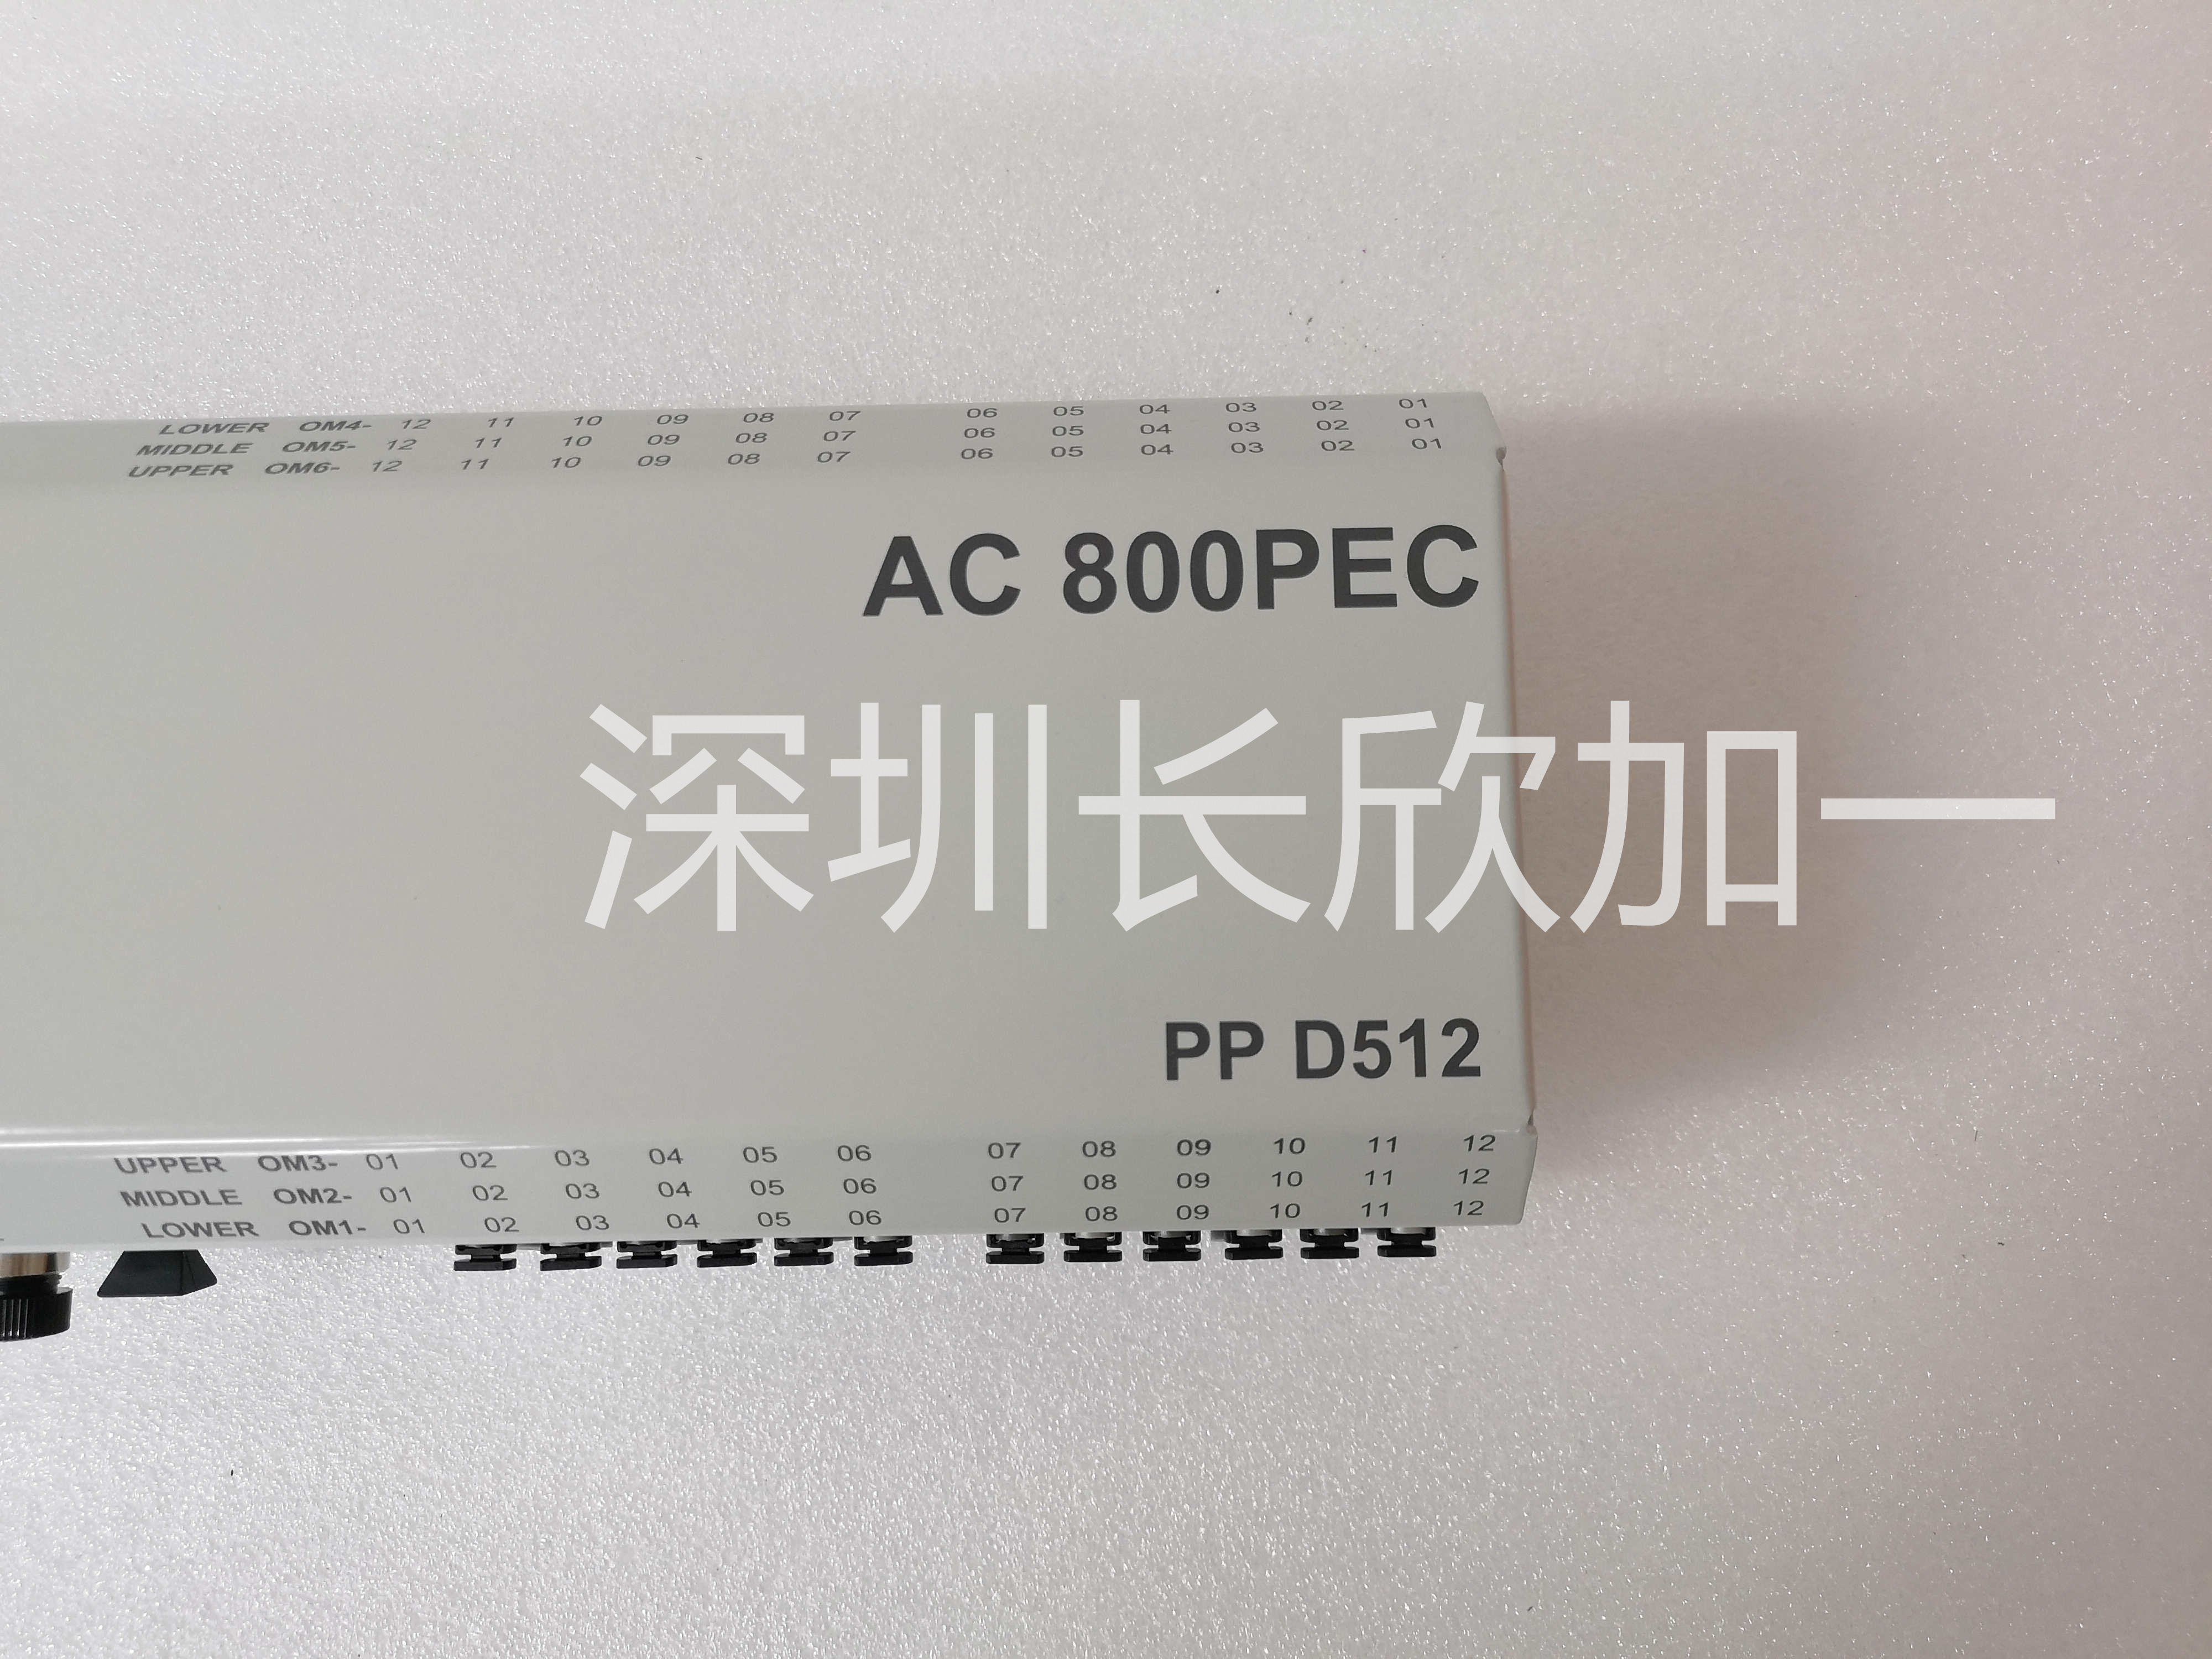 LOWER OM4- 12 11 10 09 08 07 06 05 04 03 02 01
MIDDLE OM5- 12 11 10 09 08 07 06 05 04 03 02 01
UPPER OM6- 12 11 10 09 08 07 06 05 04 03 02 01
AC 800PEC
深圳长欣加一
PP D512
UPPER OM3- 01 02 03 04 05 06 07 08 09 10 11 12
MIDDLE OM2- 01 02 03 04 05 06 07 08 09 10 11 12
LOWER OM1- 01 02 03 04 05 06 07 08 09 10 11 12